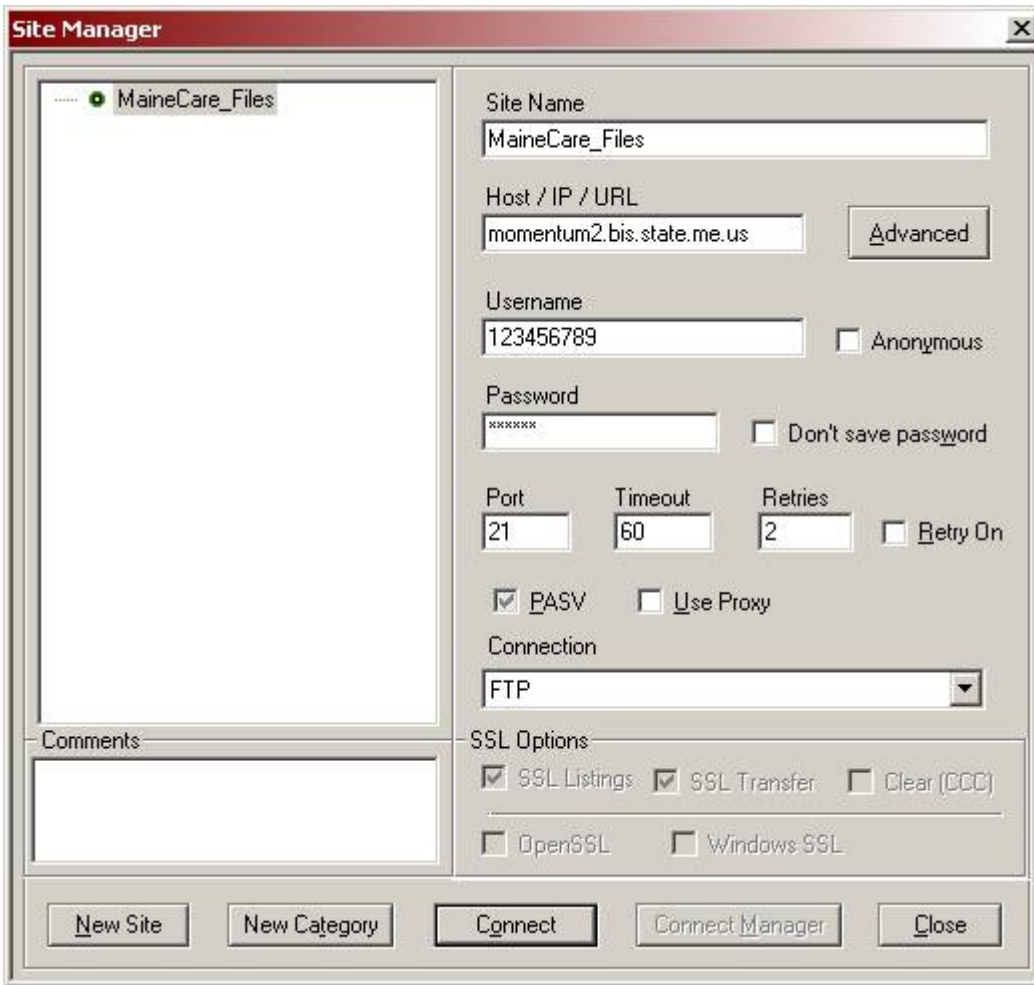 Site Manager
MaineCare_Files
Site Name
MaineCare_Files
Host / IP / URL
momentum2.bis.state.me.us
Advanced
Username
123456789
Anonymous
Password
******
Don't save password
Port Timeout Retries
21 60 2 Retry On
PASV Use Proxy
Connection
FTP
Comments
SSL Options
SSL Listings SSL Transfer Clear (CCC)
OpenSSL Windows SSL
New Site New Category Connect Connect Manager Close